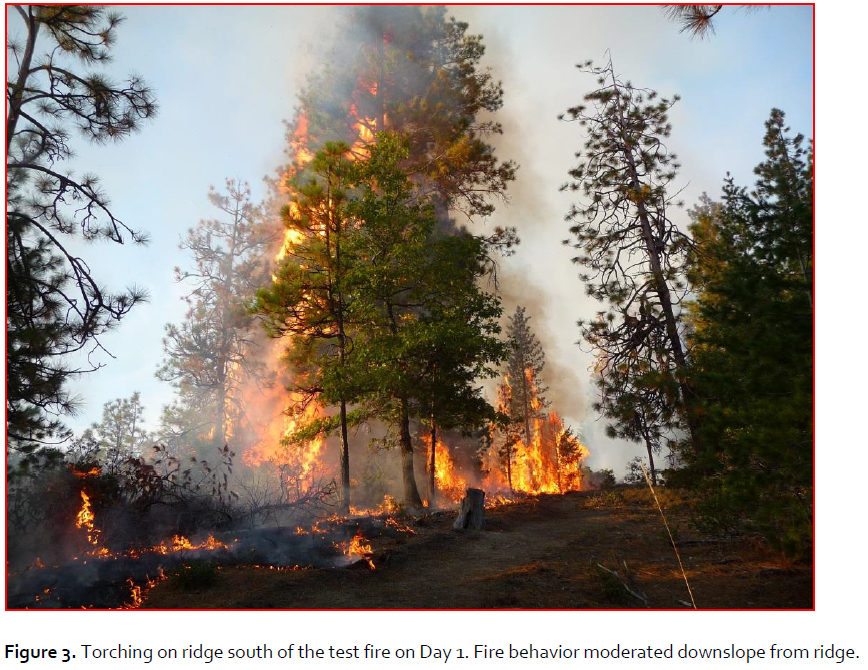 Figure 3. Torching on ridge south of the test fire on Day 1. Fire behavior moderated downslope from ridge.